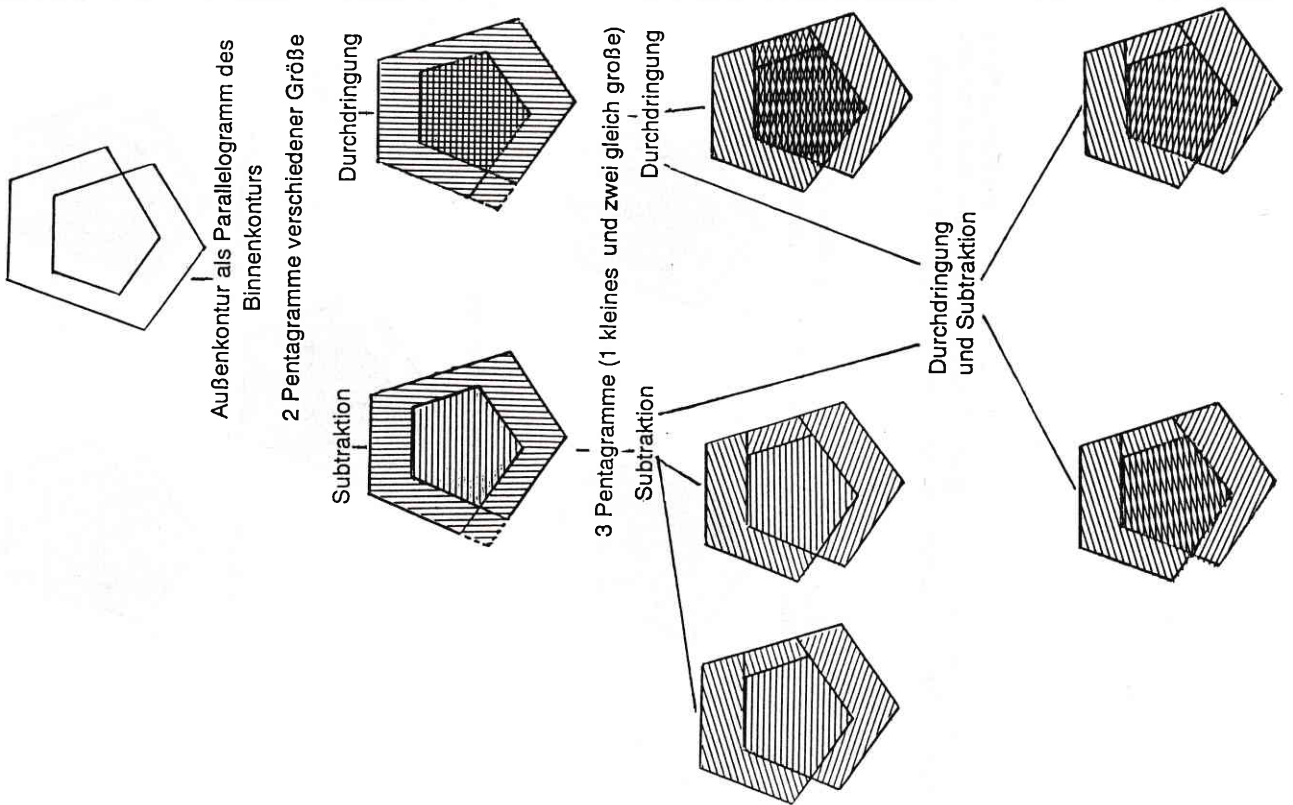 Außenkontur als Parallelogramm des
Binnenkonturs
2 Pentagramme verschiedener Größe
Subtraktion
Durchdringung
3 Pentagramme (1 kleines und zwei gleich große)
Subtraktion
Durchdringung
Durchdringung
und Subtraktion